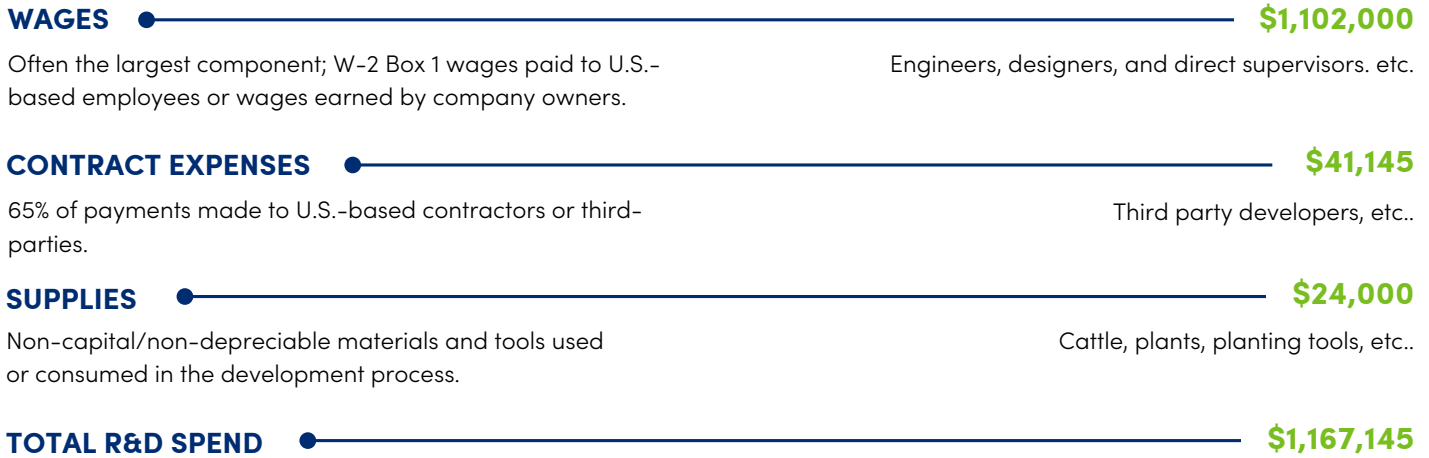 WAGES $1,102,000
Often the largest component; W-2 Box 1 wages paid to U.S.- Engineers, designers, and direct supervisors. etc.
based employees or wages earned by company owners.
CONTRACT EXPENSES $41,145
65% of payments made to U.S.-based contractors or third- Third party developers, etc..
parties.
SUPPLIES $24,000
Non-capital/non-depreciable materials and tools used Cattle, plants, planting tools, etc..
or consumed in the development process.
TOTAL R&D SPEND $1,167,145